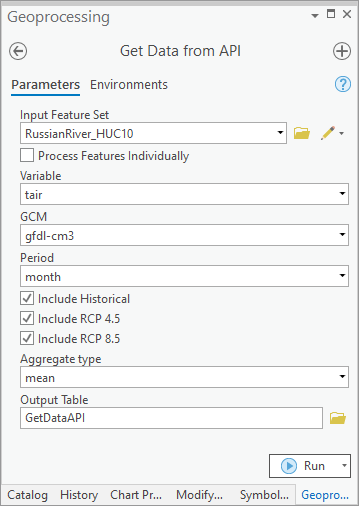 Geoprocessing
Get Data from API
Parameters Environments
?
Input Feature Set
RussianRiver_HUC10
Process Features Individually
Variable
tair
GCM
gfdl-cm3
Period
month
Include Historical
Include RCP 4.5
Include RCP 8.5
Aggregate type
mean
Output Table
GetDataAPI
Run
Catalog History Chart Pr... Modify... Symbol... Geopro...